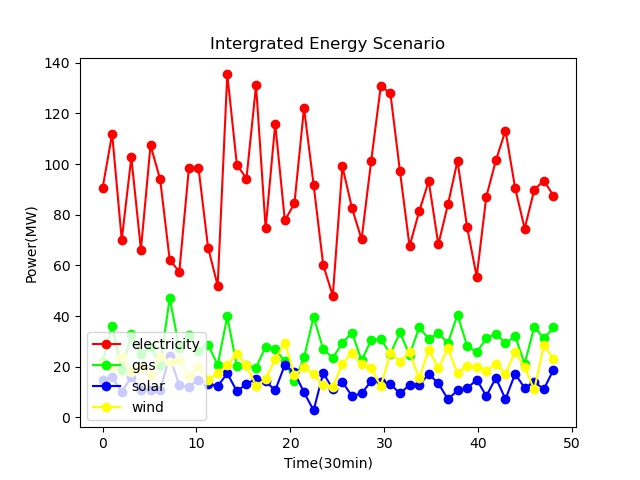 Intergrated Energy Scenario
140
120
100
80
60
40
20
0
Power(MW)
electricity
gas
solar
wind
0 10 20 30 40 50
Time(30min)